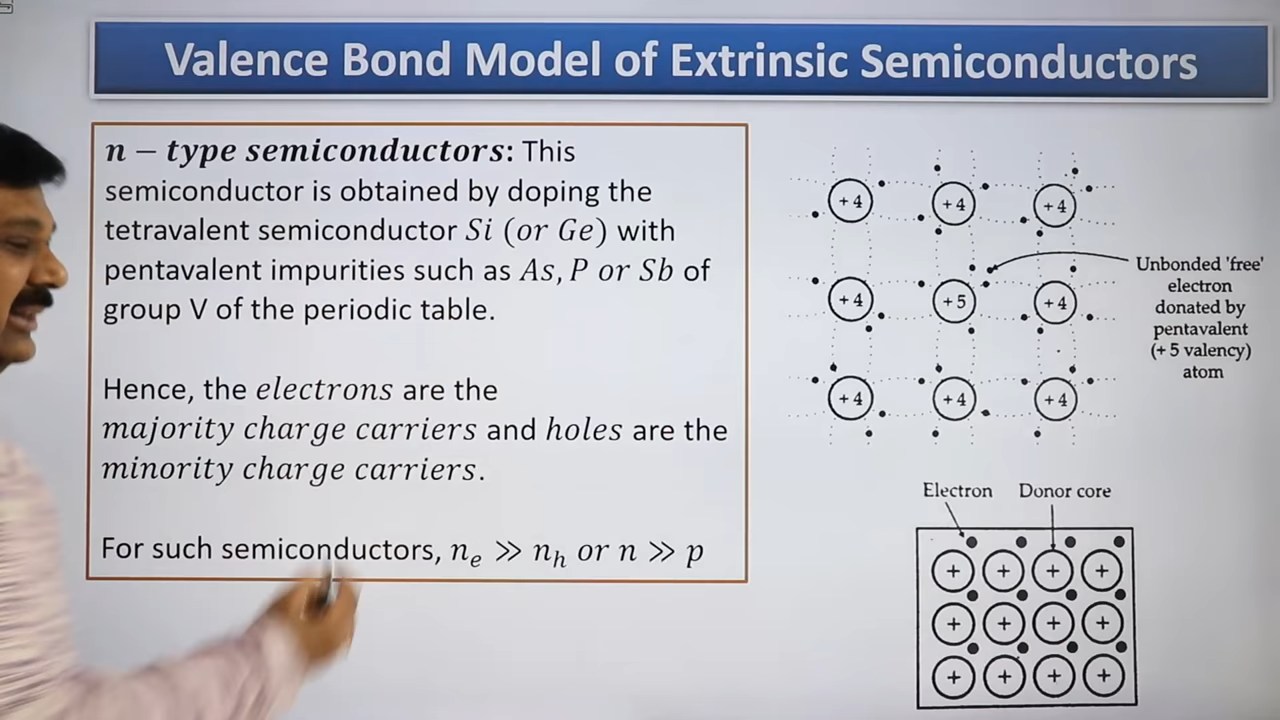 Valence Bond Model of Extrinsic Semiconductors
n – type semiconductors: This
semiconductor is obtained by doping the
tetravalent semiconductor Si (or Ge) with
pentavalent impurities such as As, P or Sb of
group V of the periodic table.
Hence, the electrons are the
majority charge carriers and holes are the
minority charge carriers.
For such semiconductors, nₑ ≫ nₕ or n ≫ p
+4 +4 +4
+4 +5 +4
+4 +4 +4
Unbonded 'free'
electron
donated by
pentavalent
(+5 valency)
atom
Electron Donor core
+ + + +
+ + + +
+ + + +